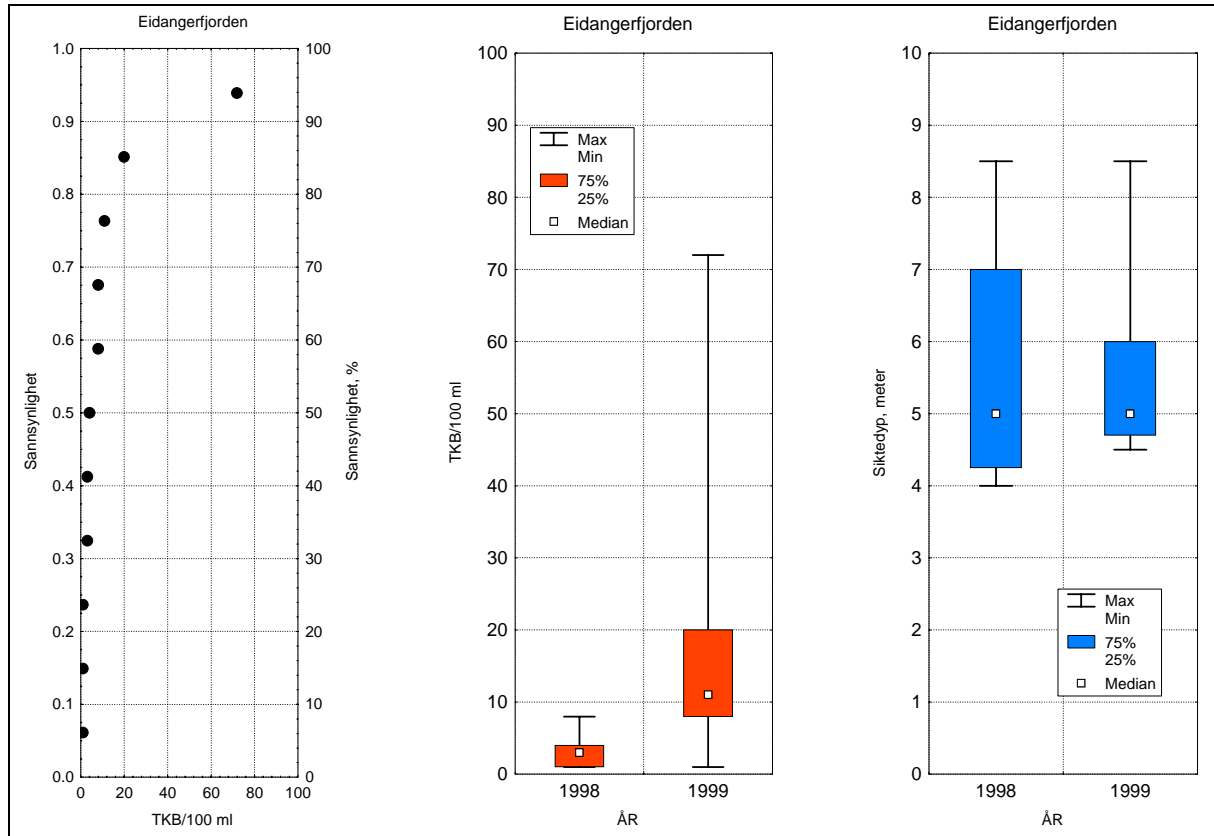 Eidangerfjorden
1.0
0.9
0.8
0.7
0.6
0.5
0.4
0.3
0.2
0.1
0.0
Sannsynlighet
100
90
80
70
60
50
40
30
20
10
0
Sannsynlighet, %
0 20 40 60 80 100
TKB/100 ml
Eidangerfjorden
100
90
80
70
60
50
40
30
20
10
0
TKB/100 ml
Max
Min
75%
25%
Median
1998 1999
ÅR
Eidangerfjorden
10
9
8
7
6
5
4
3
2
1
0
Siktedyp, meter
Max
Min
75%
25%
Median
1998 1999
ÅR